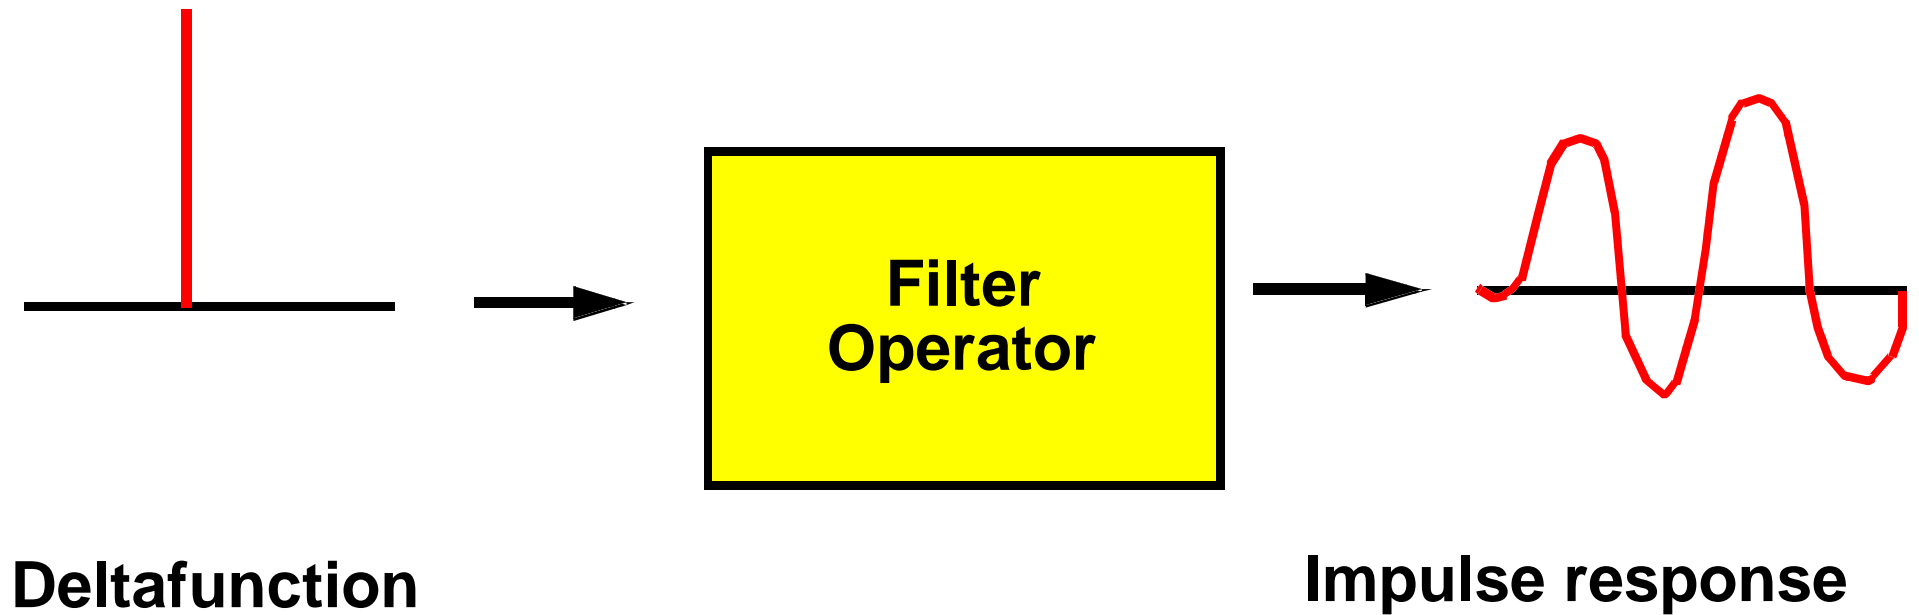 Filter
Operator
Deltafunction
Impulse response